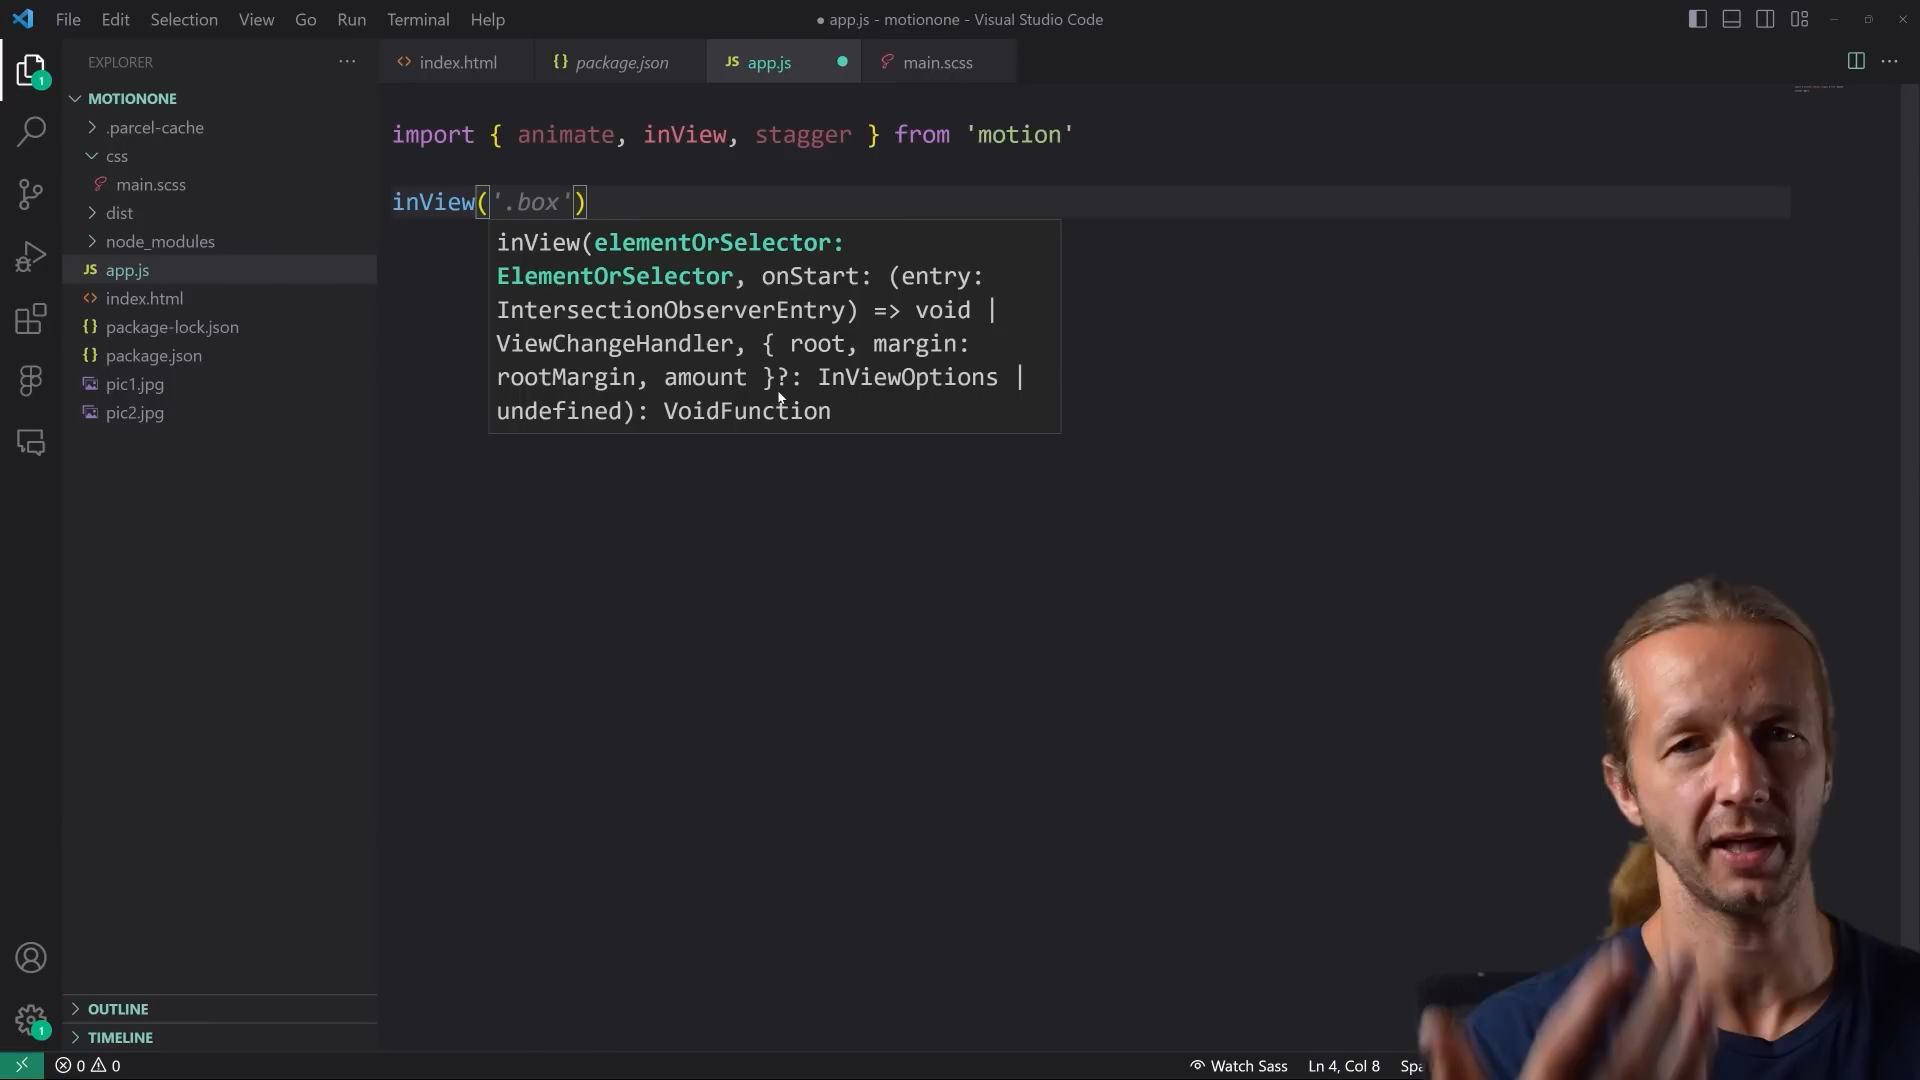 File Edit Selection View Go Run Terminal Help
● app.js - motionone - Visual Studio Code
1
EXPLORER
MOTIONONE
.parcel-cache
css
main.scss
dist
node_modules
JS app.js
<> index.html
{} package-lock.json
{} package.json
pic1.jpg
pic2.jpg
OUTLINE
TIMELINE
1
<> index.html
{} package.json
JS app.js
main.scss
import { animate, inView, stagger } from 'motion'
inView('.box')
inView(elementOrSelector:
ElementOrSelector, onStart: (entry:
IntersectionObserverEntry) => void |
ViewChangeHandler, { root, margin:
rootMargin, amount }?: InViewOptions |
undefined): VoidFunction
0 0
Watch Sass
Ln 4, Col 8